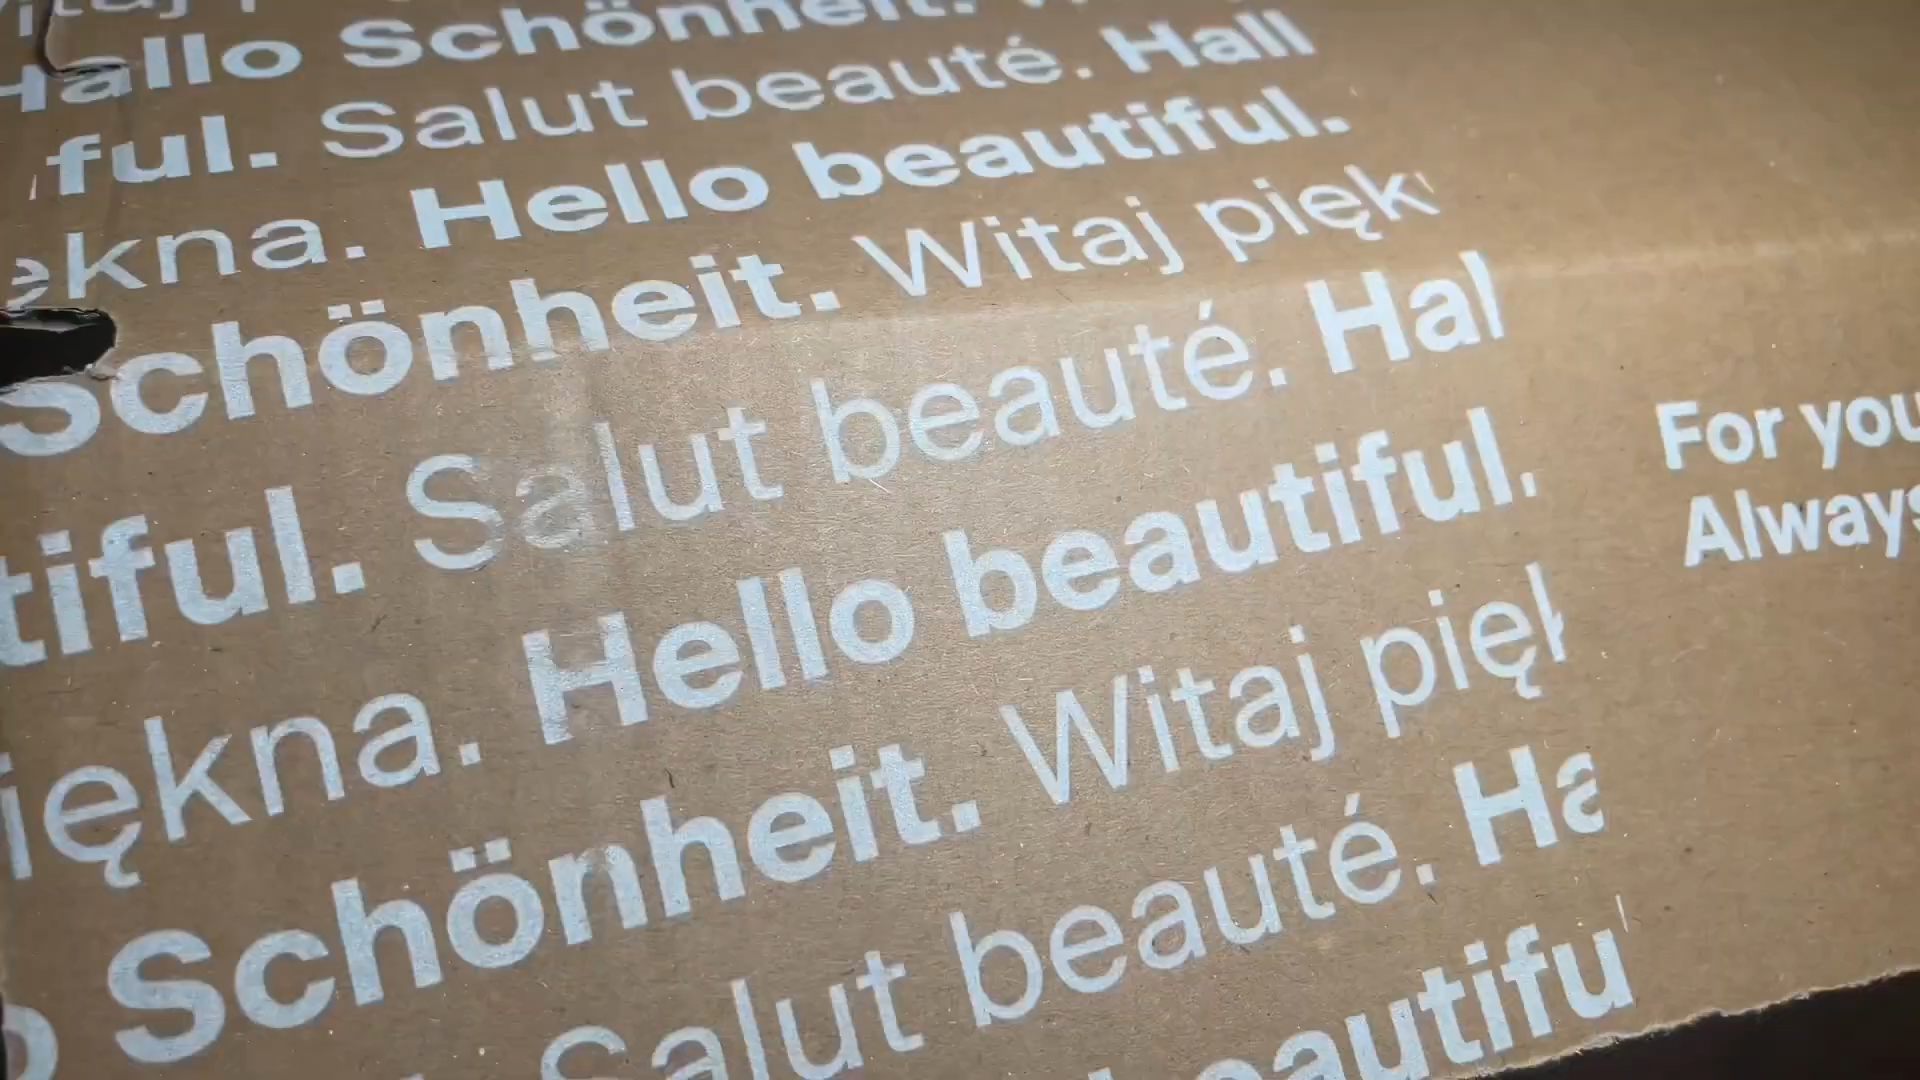 Hallo Schönheit.
ful. Salut beauté. Hall
ękna. Hello beautiful.
Schönheit. Witaj pięk
tiful. Salut beauté. Hal
iękna. Hello beautiful.
Schönheit. Witaj pięk
Salut beauté. Ha
eautifu
For you
Always